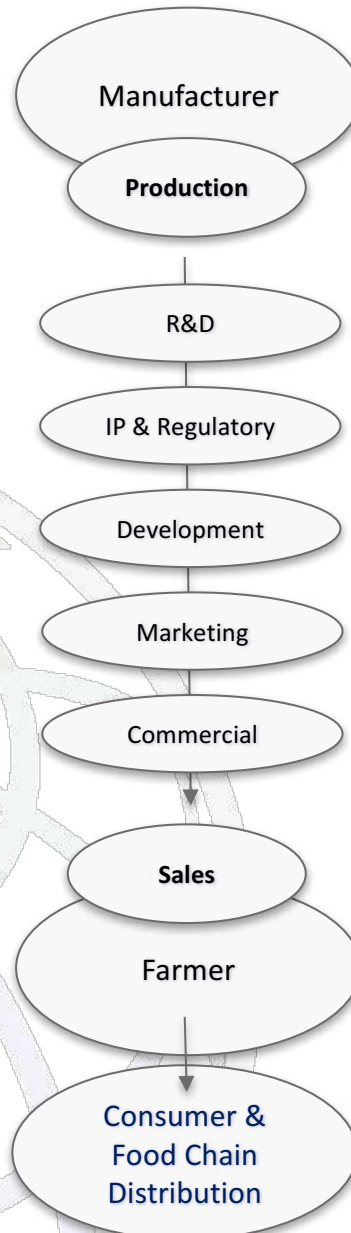 Manufacturer
Production
R&D
IP & Regulatory
Development
Marketing
Commercial
Sales
Farmer
Consumer &
Food Chain
Distribution